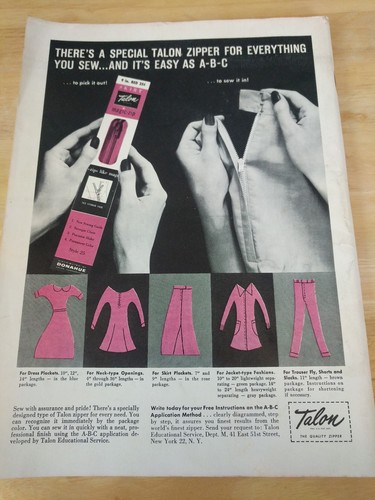 THERE'S A SPECIAL TALON ZIPPER FOR EVERYTHING
YOU SEW...AND IT'S EASY AS A-B-C
... to pick it out!
... to sew it in!
Talon
DONAHUE
For Dress Plackets. 10", 12",
14" lengths — in the blue
package.
For Neck-type Openings.
4" through 36" lengths — in
the gold package.
For Skirt Plackets. 7" and
9" lengths — in the rose
package.
For Jacket-type Fashions.
10" to 20" lightweight separating
— green package. 14"
to 24" length heavyweight
separating — gray package.
For Trouser Fly, Shorts and
Slacks. 11" length — brown
package. Instructions on
package for shortening
if necessary.
Sew with assurance and pride! There's a specially
designed type of Talon zipper for every need. You
can recognize it immediately by the package
color. You can sew it in quickly with a neat, professional
finish using the A-B-C application developed
by Talon Educational Service.
Write today for your Free Instructions on the A-B-C
Application Method ... clearly diagrammed, step
by step, it assures you finest results from the
world's finest zipper. Send your request to: Talon
Educational Service, Dept. M, 41 East 51st Street,
New York 22, N. Y.
Talon
THE QUALITY ZIPPER